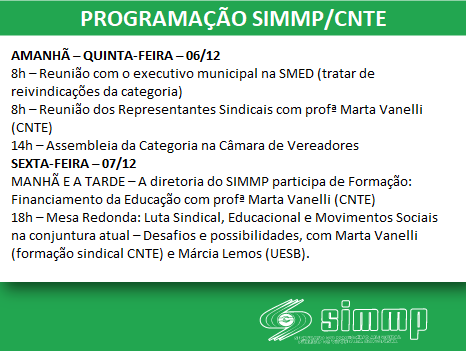 PROGRAMAÇÃO SIMMP/CNTE
AMANHÃ – QUINTA-FEIRA – 06/12
8h – Reunião com o executivo municipal na SMED (tratar de
reivindicações da categoria)
8h – Reunião dos Representantes Sindicais com profª Marta Vanelli
(CNTE)
14h – Assembleia da Categoria na Câmara de Vereadores
SEXTA-FEIRA – 07/12
MANHÃ E A TARDE – A diretoria do SIMMP participa de Formação:
Financiamento da Educação com profª Marta Vanelli (CNTE)
18h – Mesa Redonda: Luta Sindical, Educacional e Movimentos Sociais
na conjuntura atual – Desafios e possibilidades, com Marta Vanelli
(formação sindical CNTE) e Márcia Lemos (UESB).
simmp